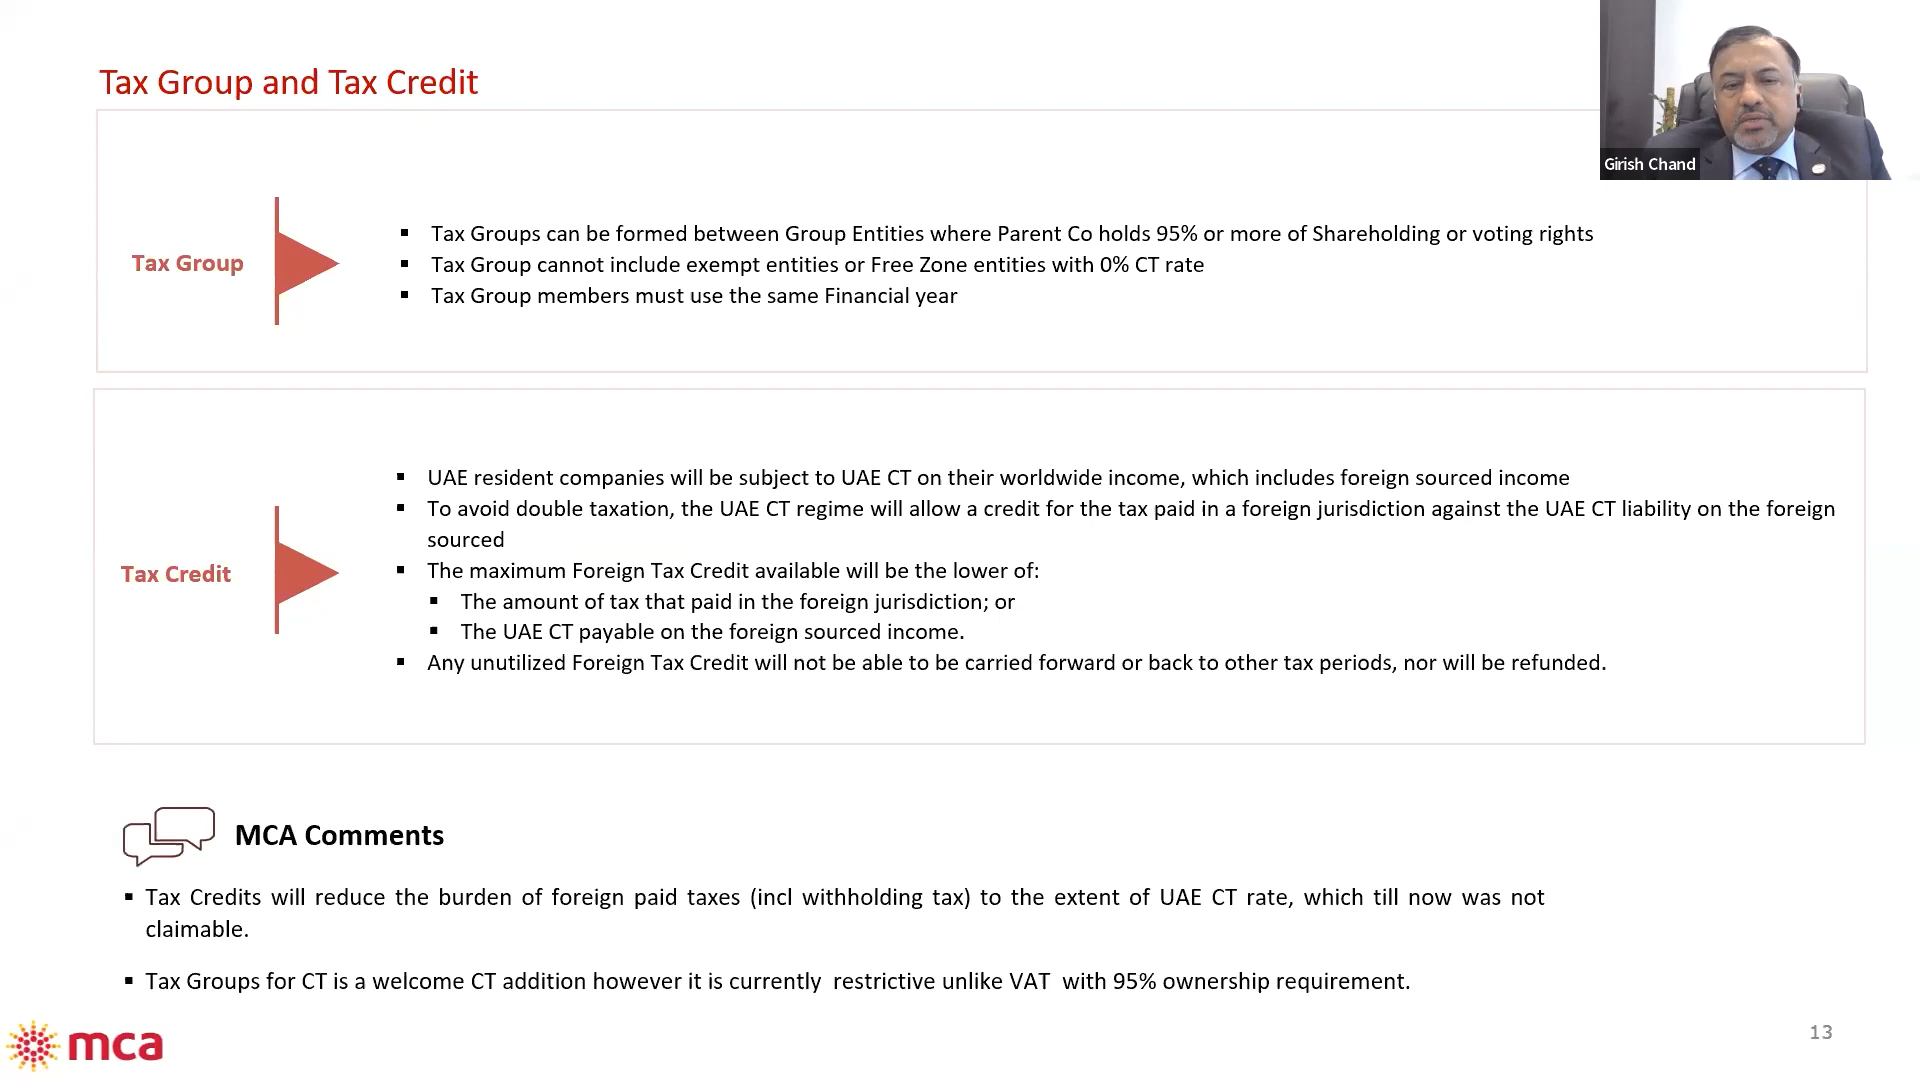 Tax Group and Tax Credit
Girish Chand
Tax Group
▪ Tax Groups can be formed between Group Entities where Parent Co holds 95% or more of Shareholding or voting rights
▪ Tax Group cannot include exempt entities or Free Zone entities with 0% CT rate
▪ Tax Group members must use the same Financial year
Tax Credit
▪ UAE resident companies will be subject to UAE CT on their worldwide income, which includes foreign sourced income
▪ To avoid double taxation, the UAE CT regime will allow a credit for the tax paid in a foreign jurisdiction against the UAE CT liability on the foreign
sourced
▪ The maximum Foreign Tax Credit available will be the lower of:
▪ The amount of tax that paid in the foreign jurisdiction; or
▪ The UAE CT payable on the foreign sourced income.
▪ Any unutilized Foreign Tax Credit will not be able to be carried forward or back to other tax periods, nor will be refunded.
MCA Comments
▪ Tax Credits will reduce the burden of foreign paid taxes (incl withholding tax) to the extent of UAE CT rate, which till now was not
claimable.
▪ Tax Groups for CT is a welcome CT addition however it is currently restrictive unlike VAT with 95% ownership requirement.
mca
13